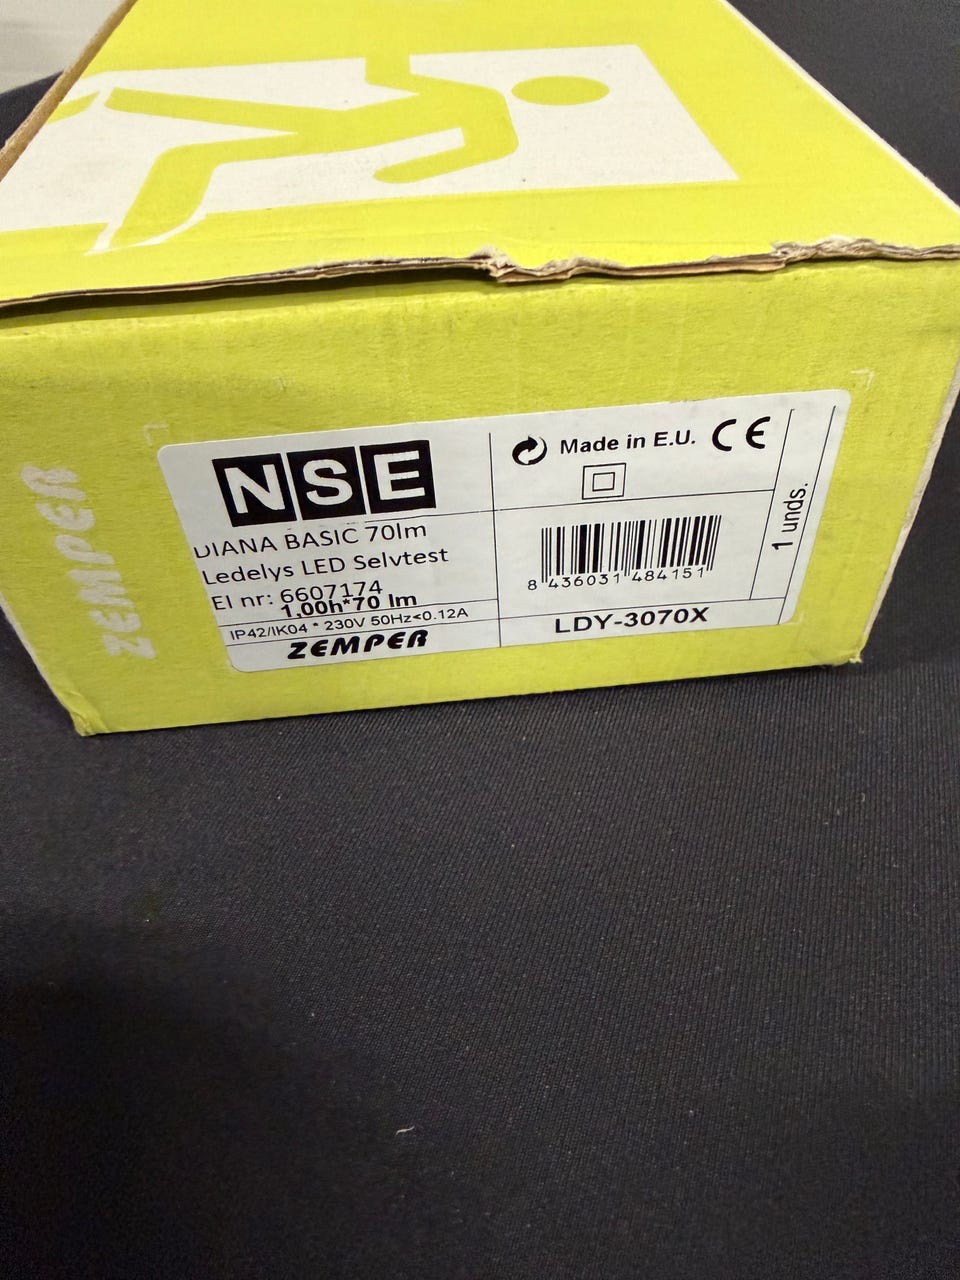 ZEMPER
NSE
DIANA BASIC 70lm
Ledelys LED Selvtest
El nr: 6607174
1,00h*70 lm
IP42/IK04 * 230V 50Hz<0.12A
ZEMPER
Made in E.U. CE
8 436031 484151
LDY-3070X
1 unds.